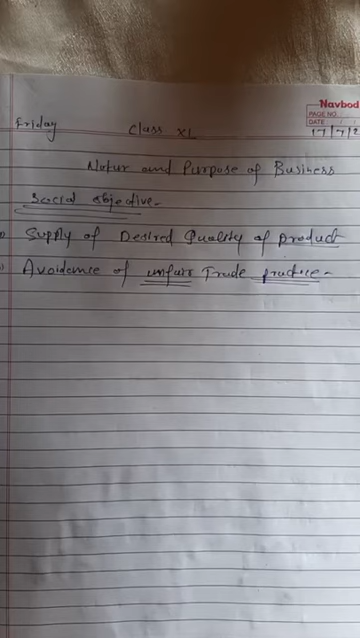 Navbod
PAGE NO.
DATE
Friday Class XI 17/7/2
Natur and Purpose of Business
Social objective-
Supply of Desired Quality of product
Avoidence of unfair Trade practice-